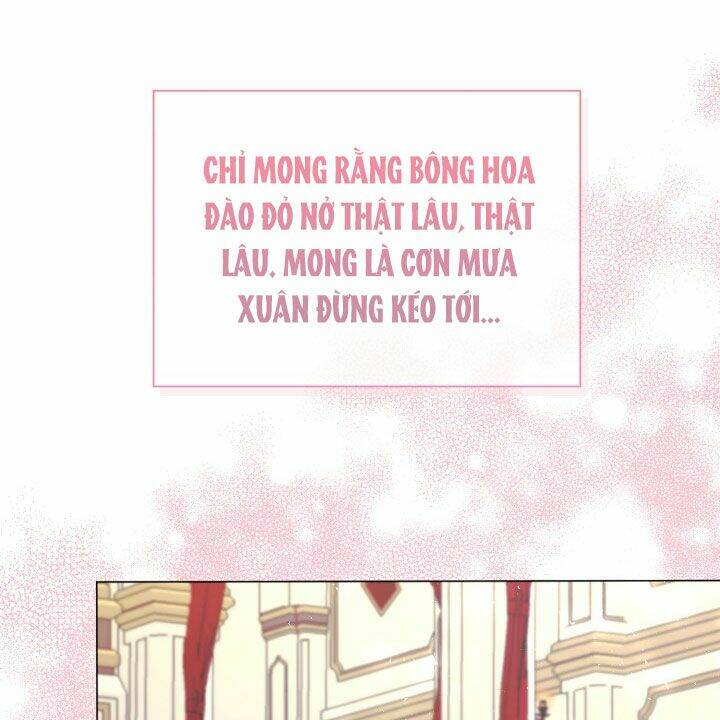 CHỈ MONG RẰNG BÔNG HOA
ĐÀO ĐỎ NỞ THẬT LÂU, THẬT
LÂU. MONG LÀ CƠN MƯA
XUÂN ĐỪNG KÉO TỚI...